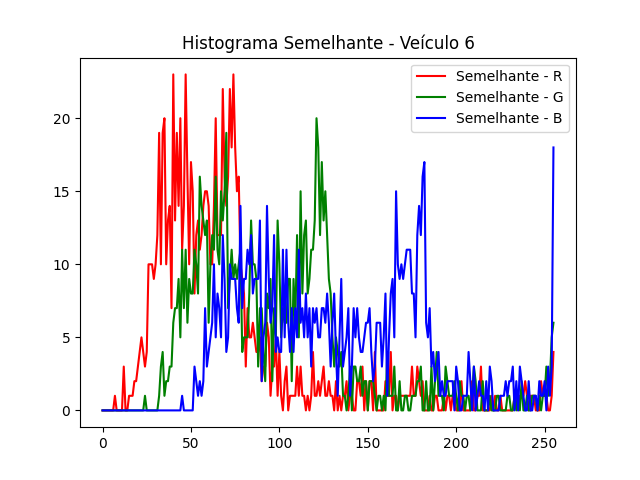 Histograma Semelhante - Veículo 6
Semelhante - R
Semelhante - G
Semelhante - B
20
15
10
5
0
0 50 100 150 200 250